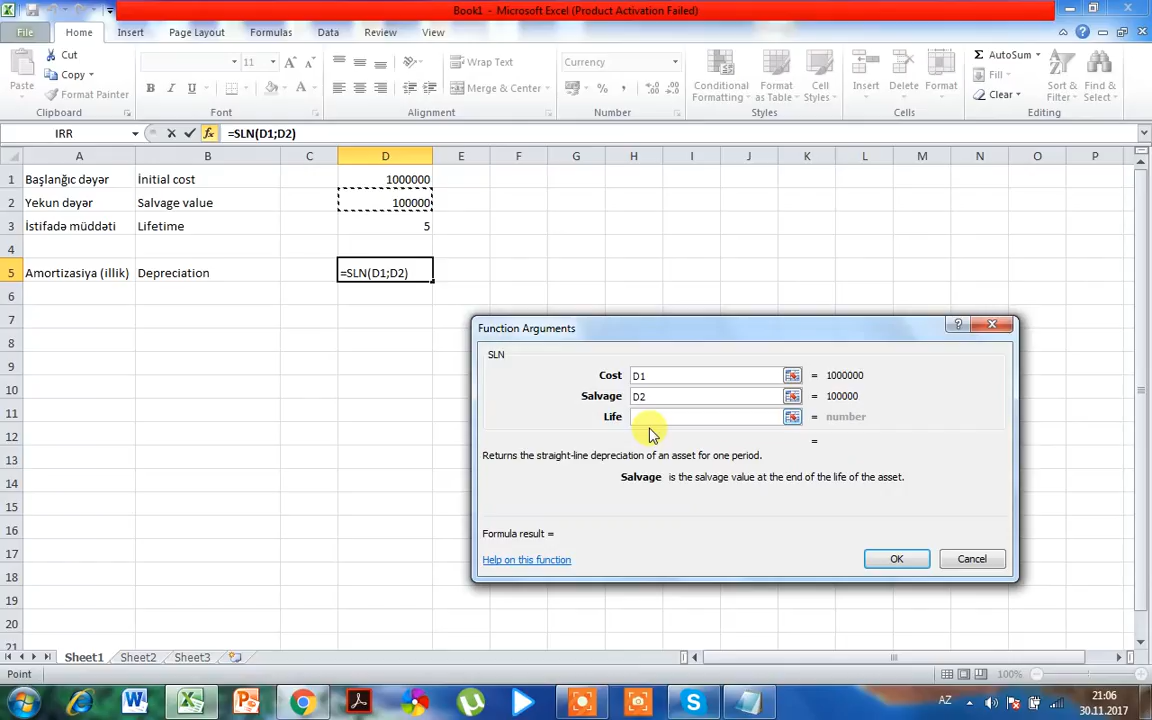 Book1 - Microsoft Excel (Product Activation Failed)
File Home Insert Page Layout Formulas Data Review View
Cut
Copy
Format Painter
Paste
Clipboard
11
Font
Wrap Text
Merge & Center
Alignment
Currency
Number
Conditional Formatting
Format as Table
Cell Styles
Styles
Insert
Delete
Format
Cells
AutoSum
Fill
Clear
Sort & Filter
Find & Select
Editing
IRR =SLN(D1;D2)
A B C D E F G H I J K L M N O P
1 Başlanğıc dəyər İnitial cost 1000000
2 Yekun dəyər Salvage value 100000
3 İstifadə müddəti Lifetime 5
4
5 Amortizasiya (illik) Depreciation =SLN(D1;D2)
6
7
8
9
10
11
12
13
14
15
16
17
18
19
20
21
Function Arguments
SLN
Cost D1 = 1000000
Salvage D2 = 100000
Life = number
=
Returns the straight-line depreciation of an asset for one period.
Salvage is the salvage value at the end of the life of the asset.
Formula result =
Help on this function
OK Cancel
Sheet1 Sheet2 Sheet3
Point 100%
AZ 21:06
30.11.2017